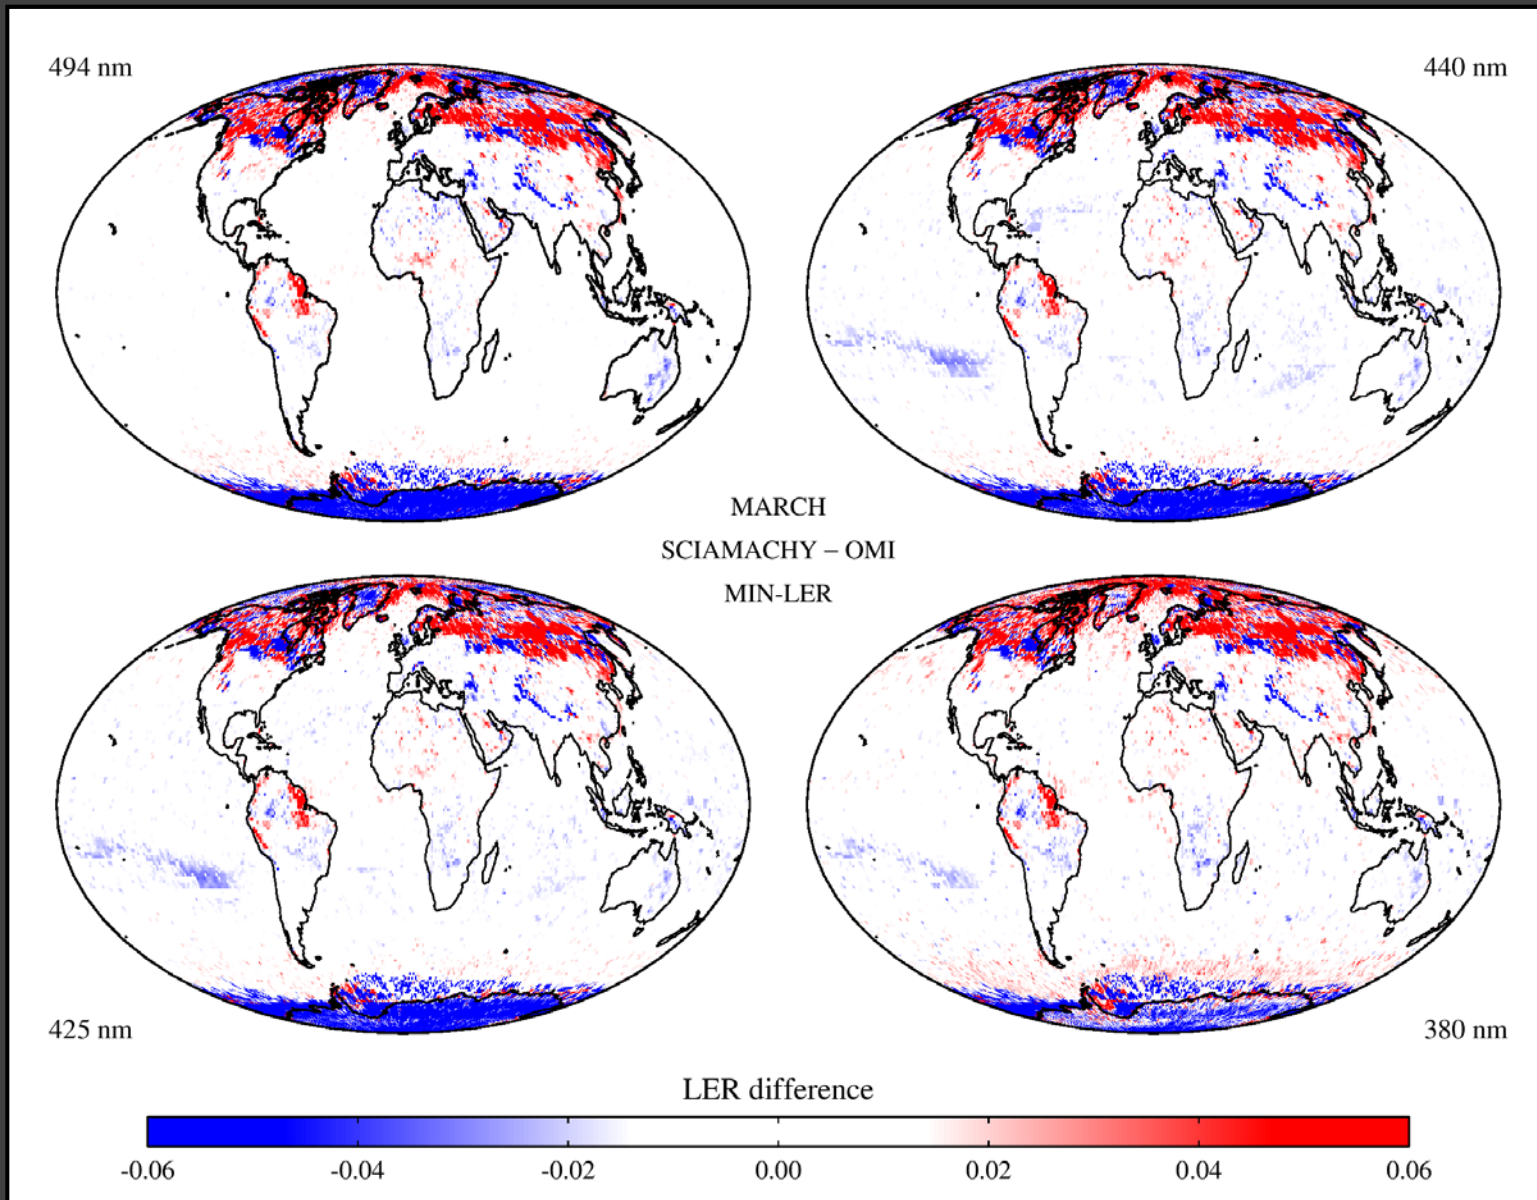 494 nm
440 nm
MARCH
SCIAMACHY – OMI
MIN-LER
425 nm
380 nm
LER difference
-0.06 -0.04 -0.02 0.00 0.02 0.04 0.06